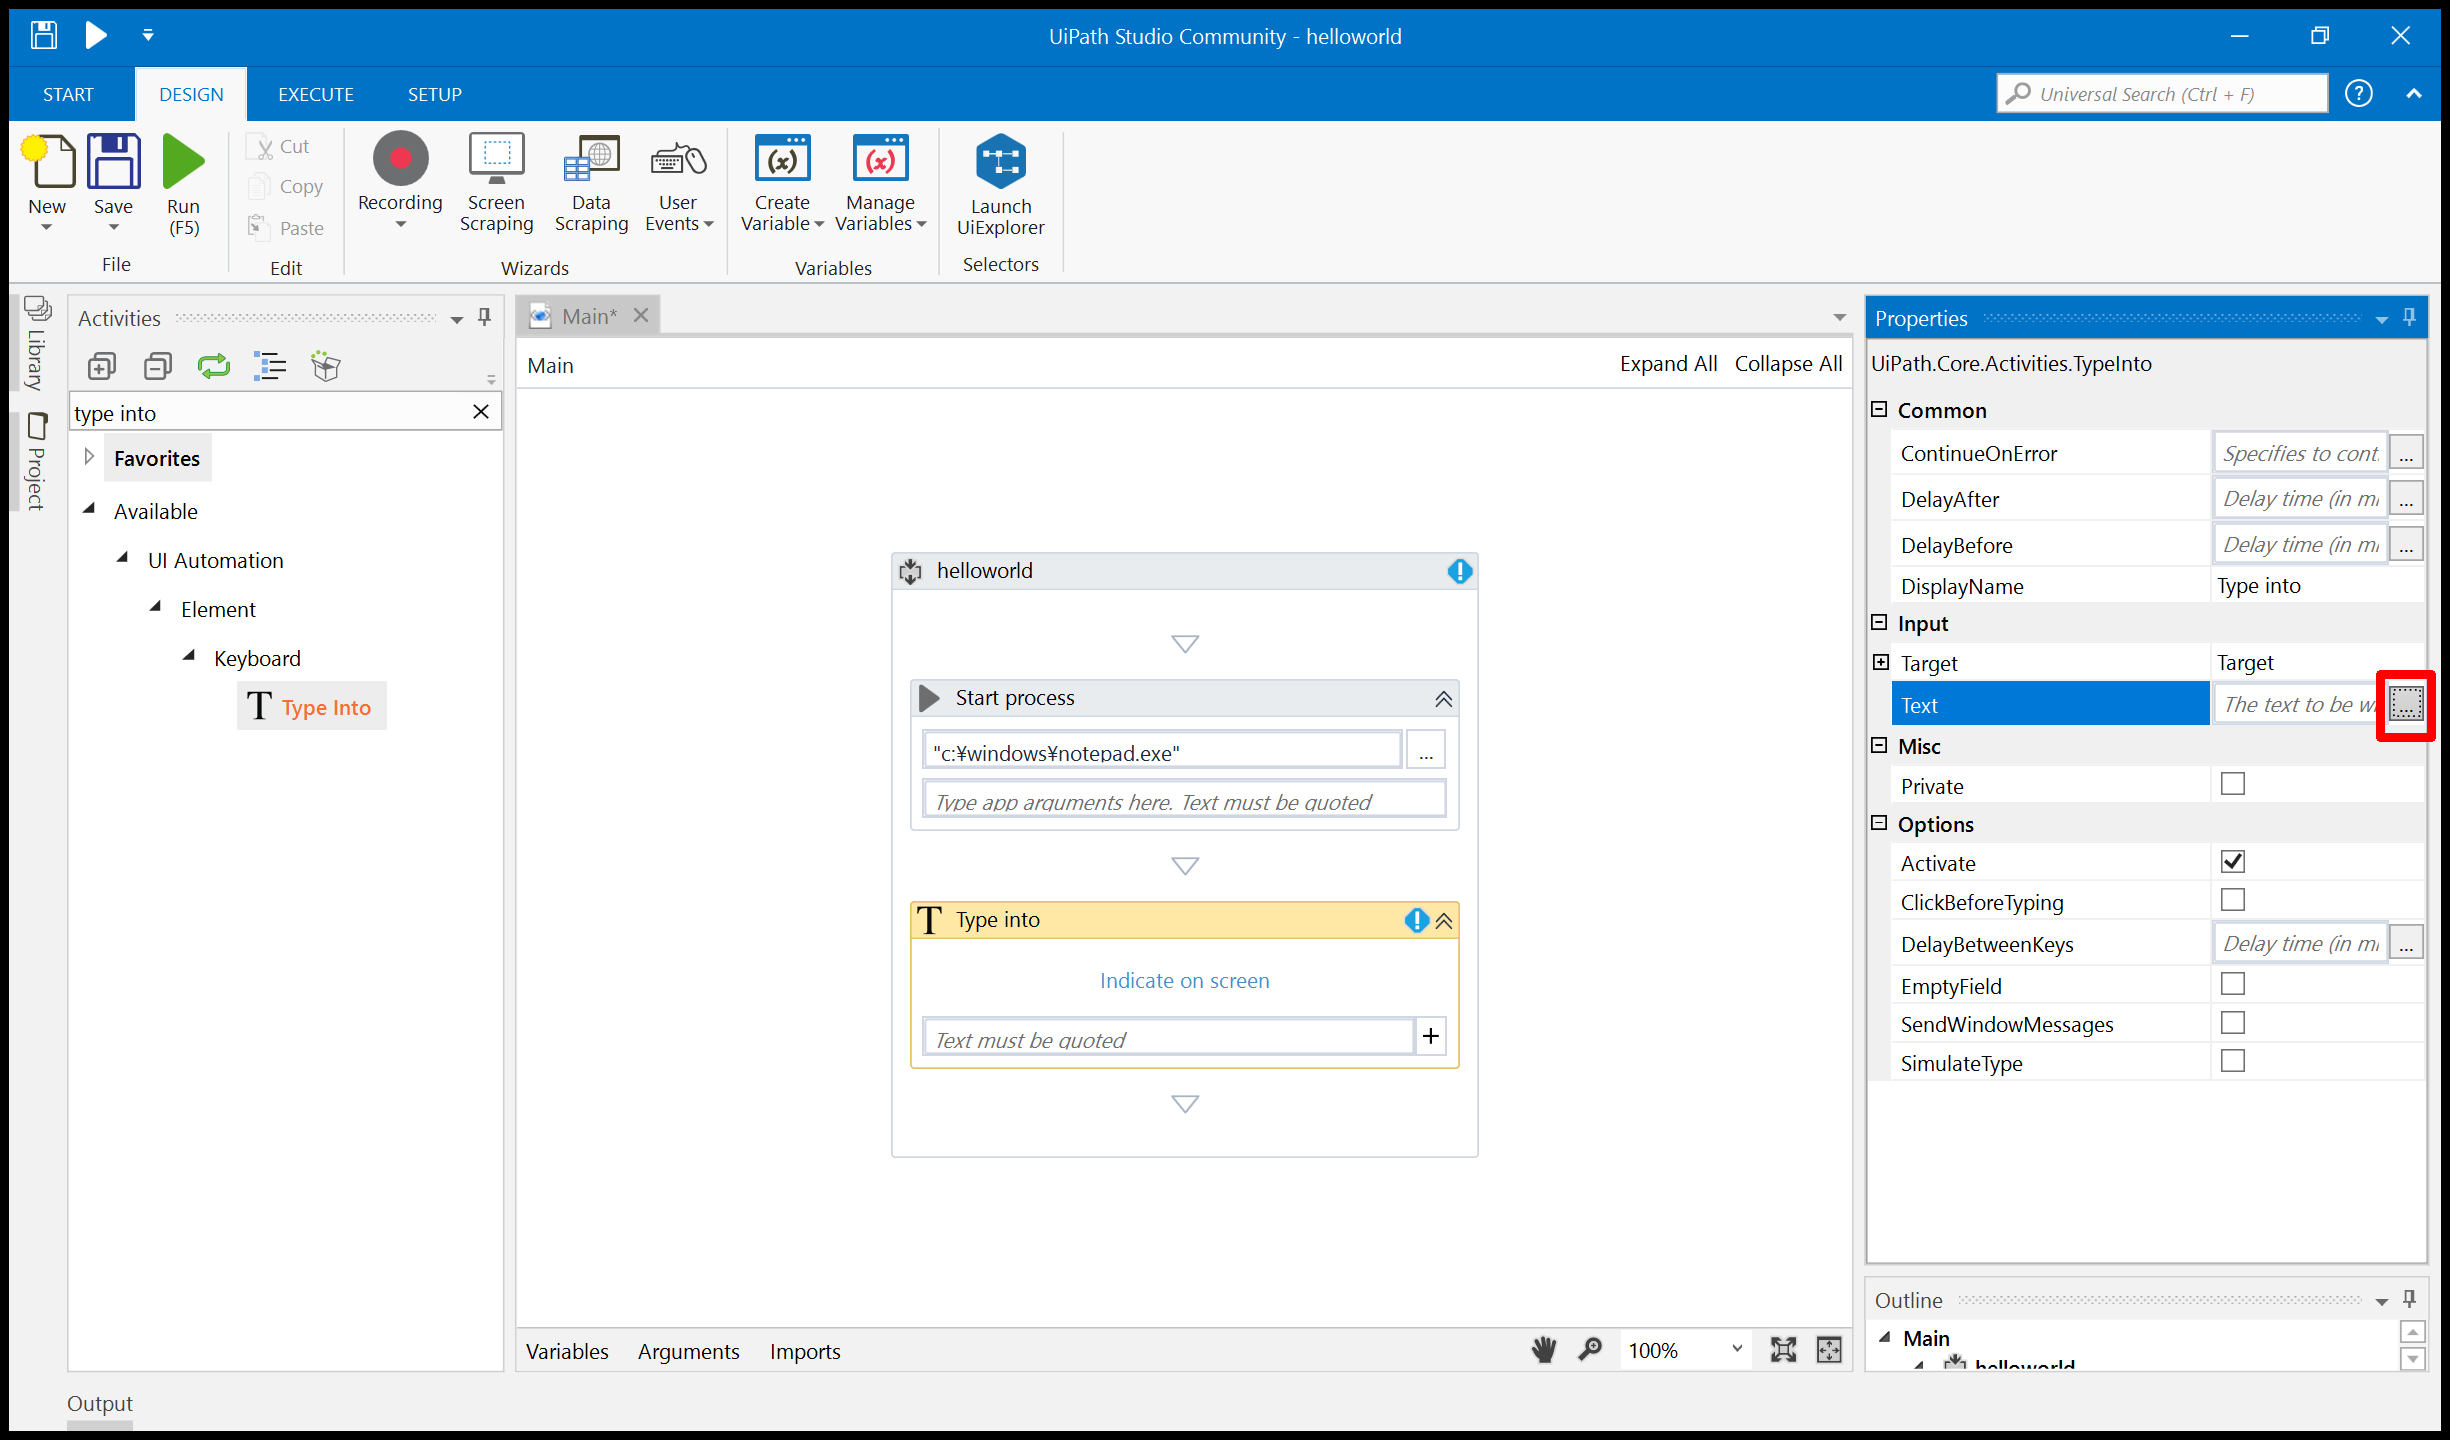 UiPath Studio Community - helloworld
START DESIGN EXECUTE SETUP
Universal Search (Ctrl + F)
New
Save
Run
(F5)
File
Cut
Copy
Paste
Edit
Recording
Screen
Scraping
Data
Scraping
User
Events
Wizards
Create
Variable
Manage
Variables
Variables
Launch
UiExplorer
Selectors
Library
Project
Activities
type into
Favorites
Available
UI Automation
Element
Keyboard
T Type Into
Main*
Main
Expand All Collapse All
helloworld
Start process
"c:¥windows¥notepad.exe"
...
Type app arguments here. Text must be quoted
T Type into
Indicate on screen
Text must be quoted
Variables Arguments Imports
100%
Properties
UiPath.Core.Activities.TypeInto
Common
ContinueOnError Specifies to cont ...
DelayAfter Delay time (in mi ...
DelayBefore Delay time (in mi ...
DisplayName Type into
Input
Target Target
Text The text to be w ...
Misc
Private
Options
Activate
ClickBeforeTyping
DelayBetweenKeys Delay time (in mi ...
EmptyField
SendWindowMessages
SimulateType
Outline
Main
helloworld
Output